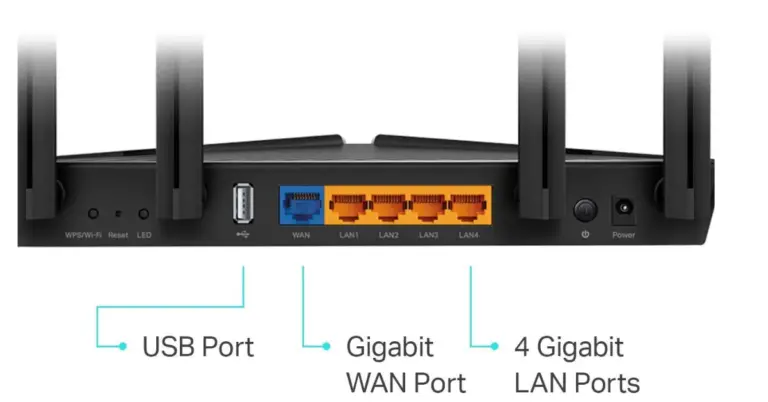 WPS/Wi-Fi Reset LED WAN LAN1 LAN2 LAN3 LAN4 Power
USB Port
Gigabit
WAN Port
4 Gigabit
LAN Ports